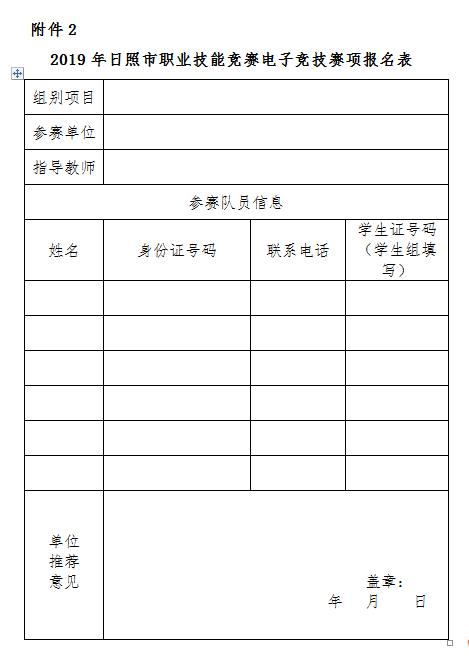 附件 2
2019 年日照市职业技能竞赛电子竞技赛项报名表
组别项目
参赛单位
指导教师
参赛队员信息
姓名
身份证号码
联系电话
学生证号码
（学生组填
写）
单位
推荐
意见
盖章：
年 月 日